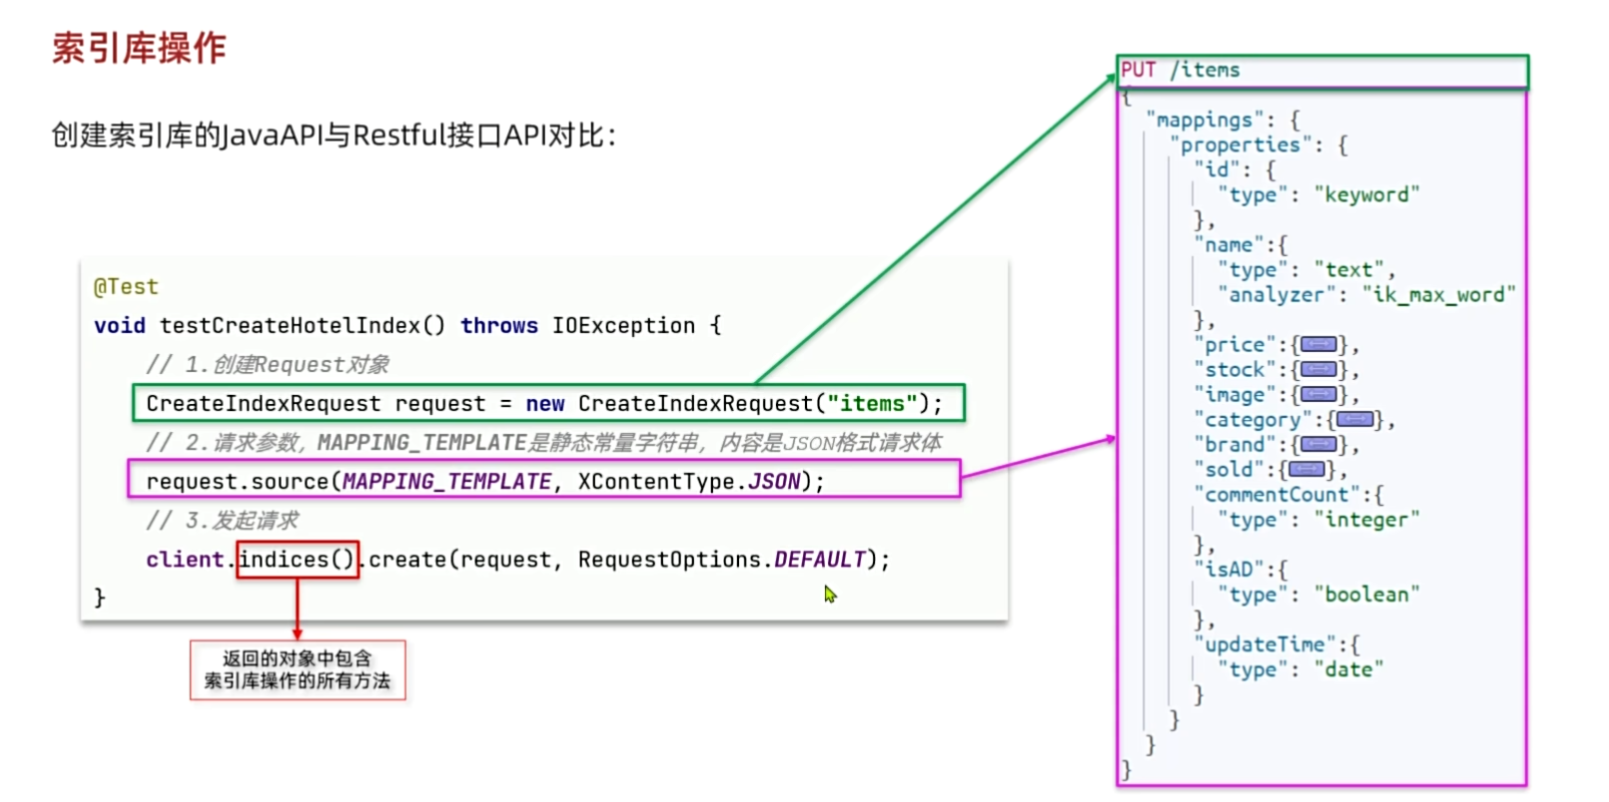 索引库操作
创建索引库的JavaAPI与Restful接口API对比：
@Test
void testCreateHotelIndex() throws IOException {
// 1.创建Request对象
CreateIndexRequest request = new CreateIndexRequest("items");
// 2.请求参数，MAPPING_TEMPLATE是静态常量字符串，内容是JSON格式请求体
request.source(MAPPING_TEMPLATE, XContentType.JSON);
// 3.发起请求
client.indices().create(request, RequestOptions.DEFAULT);
}
返回的对象中包含
索引库操作的所有方法
PUT /items
{
"mappings": {
"properties": {
"id": {
"type": "keyword"
},
"name":{
"type": "text",
"analyzer": "ik_max_word"
},
"price":{},
"stock":{},
"image":{},
"category":{},
"brand":{},
"sold":{},
"commentCount":{
"type": "integer"
},
"isAD":{
"type": "boolean"
},
"updateTime":{
"type": "date"
}
}
}
}